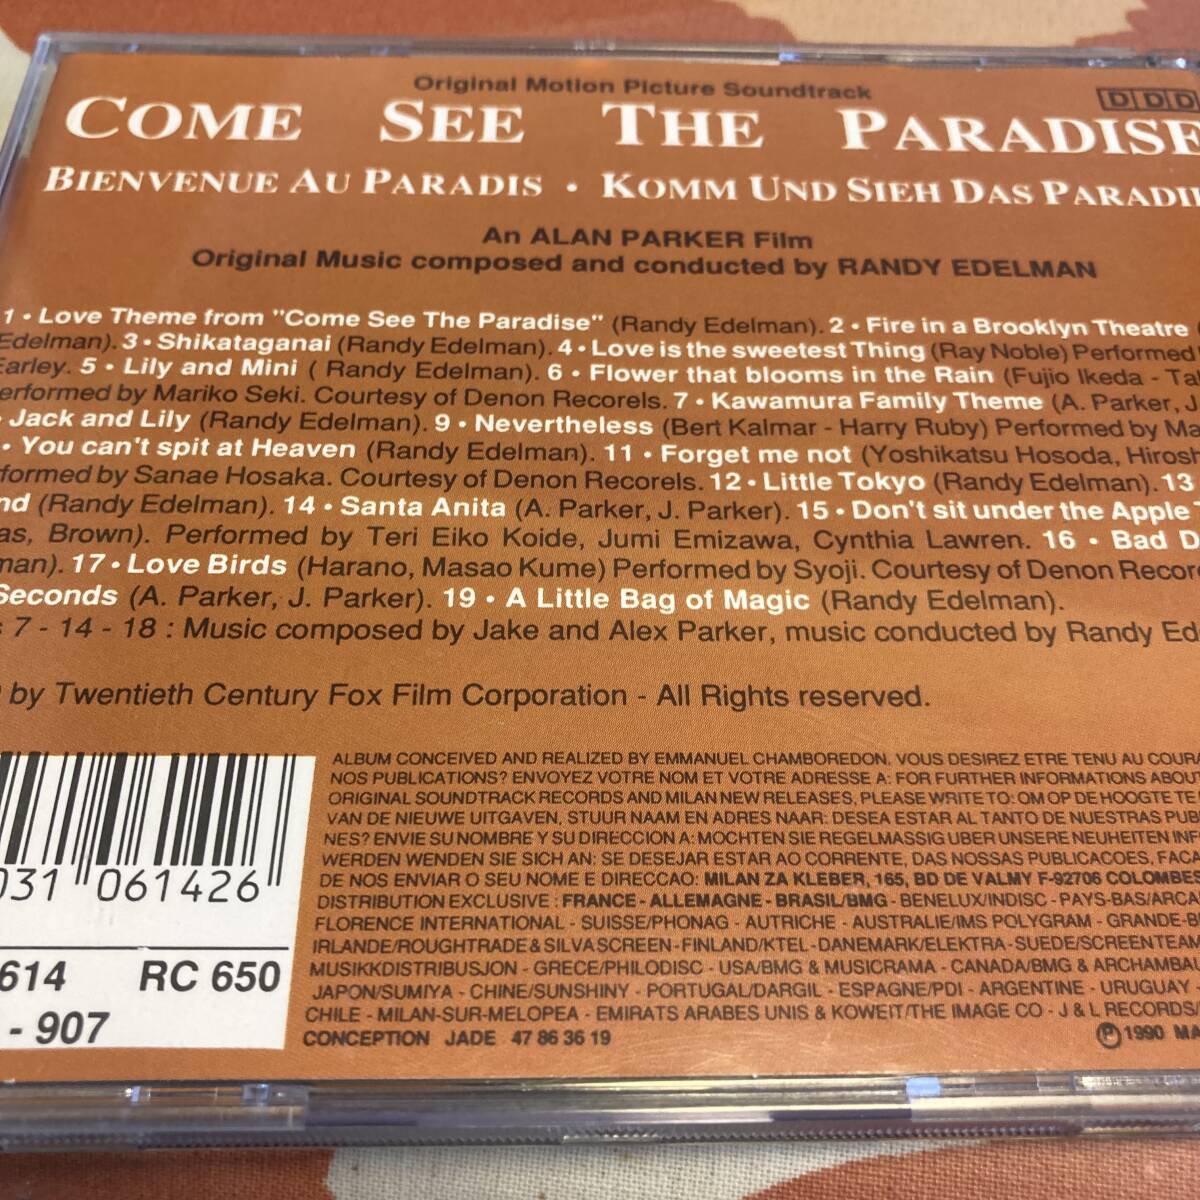 Original Motion Picture Soundtrack
DDD
COME SEE THE PARADISE
BIENVENUE AU PARADIS • KOMM UND SIEH DAS
An ALAN PARKER Film
Original Music composed and conducted by RANDY EDELMAN
1 • Love Theme from "Come See The Paradise" (Randy Edelman). 2 • Fire in a Brooklyn Theatre
Edelman). 3 • Shikataganai (Randy Edelman). 4 • Love is the sweetest Thing (Ray Noble) Performed
Earley. 5 • Lily and Mini ( Randy Edelman). 6 • Flower that blooms in the Rain (Fujio Ikeda -
erformed by Mariko Seki. Courtesy of Denon Recorels. 7 • Kawamura Family Theme (A. Parker, J
• Jack and Lily (Randy Edelman). 9 • Nevertheless (Bert Kalmar - Harry Ruby) Performed by
• You can't spit at Heaven (Randy Edelman). 11 • Forget me not (Yoshikatsu Hosoda,
formed by Sanae Hosaka. Courtesy of Denon Recorels. 12 • Little Tokyo (Randy Edelman). 13
nd (Randy Edelman). 14 • Santa Anita (A. Parker, J. Parker). 15 • Don't sit under the Apple
as, Brown). Performed by Teri Eiko Koide, Jumi Emizawa, Cynthia Lawren. 16 • Bad
man). 17 • Love Birds (Harano, Masao Kume) Performed by Syoji. Courtesy of Denon
Seconds (A. Parker, J. Parker). 19 • A Little Bag of Magic (Randy Edelman).
s 7 - 14 - 18 : Music composed by Jake and Alex Parker, music conducted by Randy
by Twentieth Century Fox Film Corporation - All Rights reserved.
ALBUM CONCEIVED AND REALIZED BY EMMANUEL CHAMBOREDON. VOUS DESIREZ ETRE TENU AU
NOS PUBLICATIONS? ENVOYEZ VOTRE NOM ET VOTRE ADRESSE A: FOR FURTHER INFORMATIONS
ORIGINAL SOUNDTRACK RECORDS AND MILAN NEW RELEASES, PLEASE WRITE TO: OM OP DE HOOGTE
VAN DE NIEUWE UITGAVEN, STUUR NAAM EN ADRES NAAR: DESEA ESTAR AL TANTO DE NUESTRAS
NES? ENVIE SU NOMBRE Y SU DIRECCION A: MOCHTEN SIE REGELMASSIG UBER UNSERE NEUHEITEN
WERDEN WENDEN SIE SICH AN: SE DESEJAR ESTAR AO CORRENTE, DAS NOSSAS PUBLICACOES,
DE NOS ENVIAR O SEU NOME E DIRECCAO: MILAN ZA KLEBER, 165, BD DE VALMY F-92706 COLOMBES
DISTRIBUTION EXCLUSIVE : FRANCE - ALLEMAGNE - BRASIL/BMG - BENELUX/INDISC - PAYS-BAS/ARCA
FLORENCE INTERNATIONAL - SUISSE/PHONAG - AUTRICHE - AUSTRALIE/IMS POLYGRAM -
IRLANDE/ROUGHTRADE & SILVA SCREEN - FINLAND/KTEL - DANEMARK/ELEKTRA - SUEDE/SCREEN TEAM
MUSIKKDISTRIBUSJON - GRECE/PHILODISC - USA/BMG & MUSICRAMA - CANADA/BMG &
JAPON/SUMIYA - CHINE/SUNSHINY - PORTUGAL/DARGIL - ESPAGNE/PDI - ARGENTINE - URUGUAY -
CHILE - MILAN-SUR-MELOPEA - EMIRATS ARABES UNIS & KOWEIT/THE IMAGE CO - J & L RECORDS
CONCEPTION JADE 47 86 36 19
℗ 1990
031 061426
614 RC 650
- 907